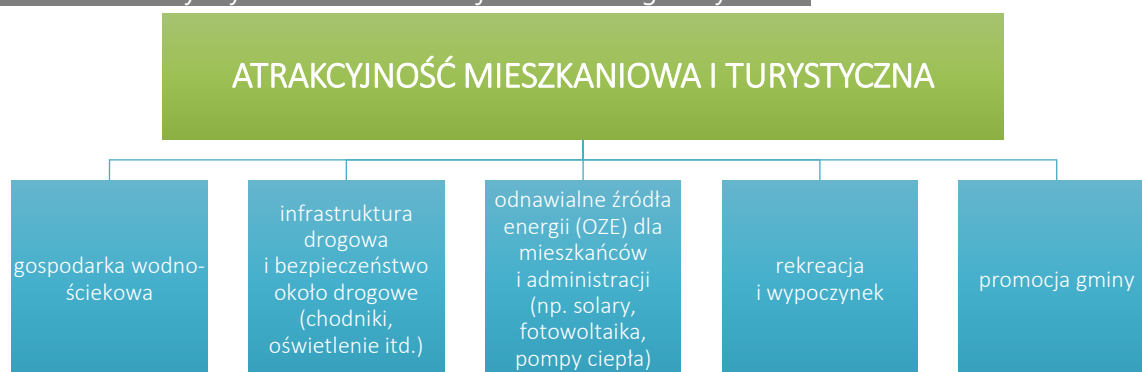 ATRAKCYJNOŚĆ MIESZKANIOWA I TURYSTYCZNA
gospodarka wodno-
ściekowa
infrastruktura
drogowa
i bezpieczeństwo
około drogowe
(chodniki,
oświetlenie itd.)
odnawialne źródła
energii (OZE) dla
mieszkańców
i administracji
(np. solary,
fotowoltaika,
pompy ciepła)
rekreacja
i wypoczynek
promocja gminy